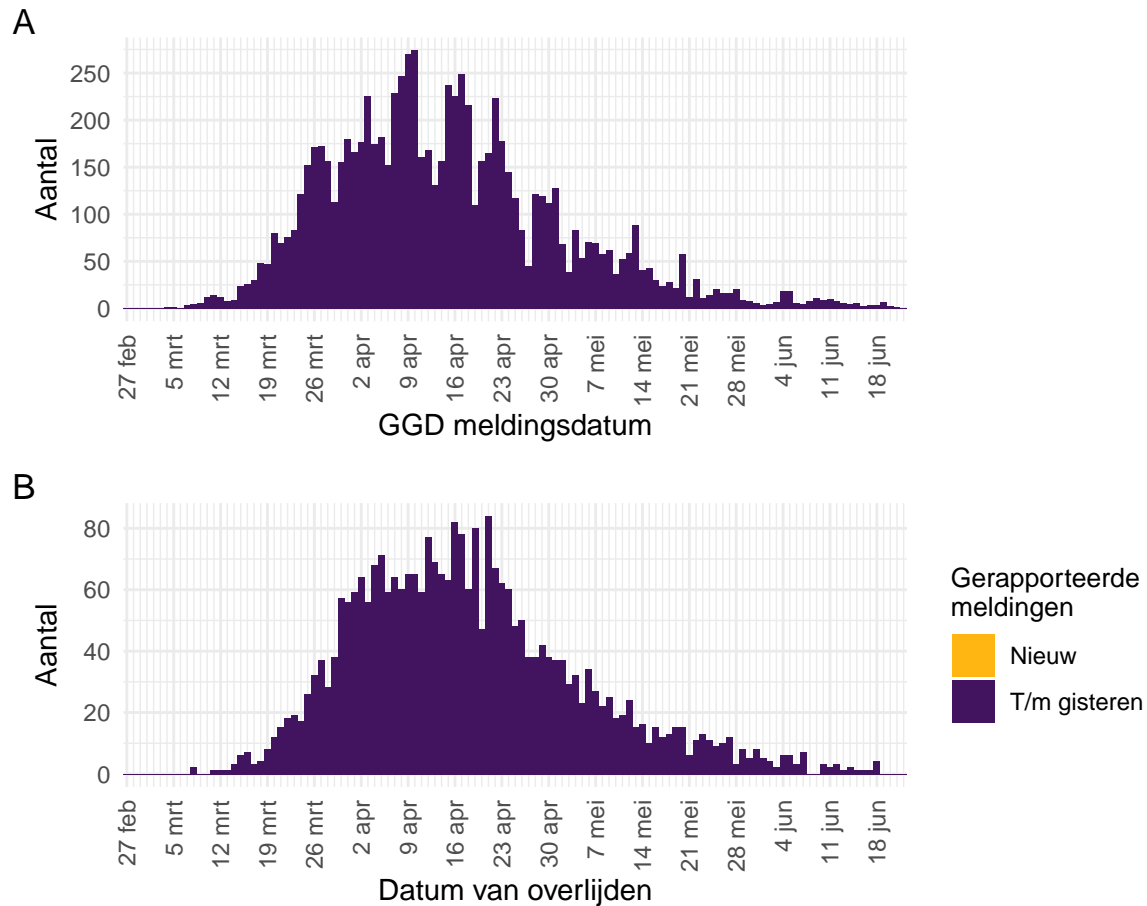 A
250
200
150
100
50
0
Aantal
27 feb
5 mrt
12 mrt
19 mrt
26 mrt
2 apr
9 apr
16 apr
23 apr
30 apr
7 mei
14 mei
21 mei
28 mei
4 jun
11 jun
18 jun
GGD meldingsdatum
B
80
60
40
20
0
Aantal
27 feb
5 mrt
12 mrt
19 mrt
26 mrt
2 apr
9 apr
16 apr
23 apr
30 apr
7 mei
14 mei
21 mei
28 mei
4 jun
11 jun
18 jun
Datum van overlijden
Gerapporteerde
meldingen
Nieuw
T/m gisteren